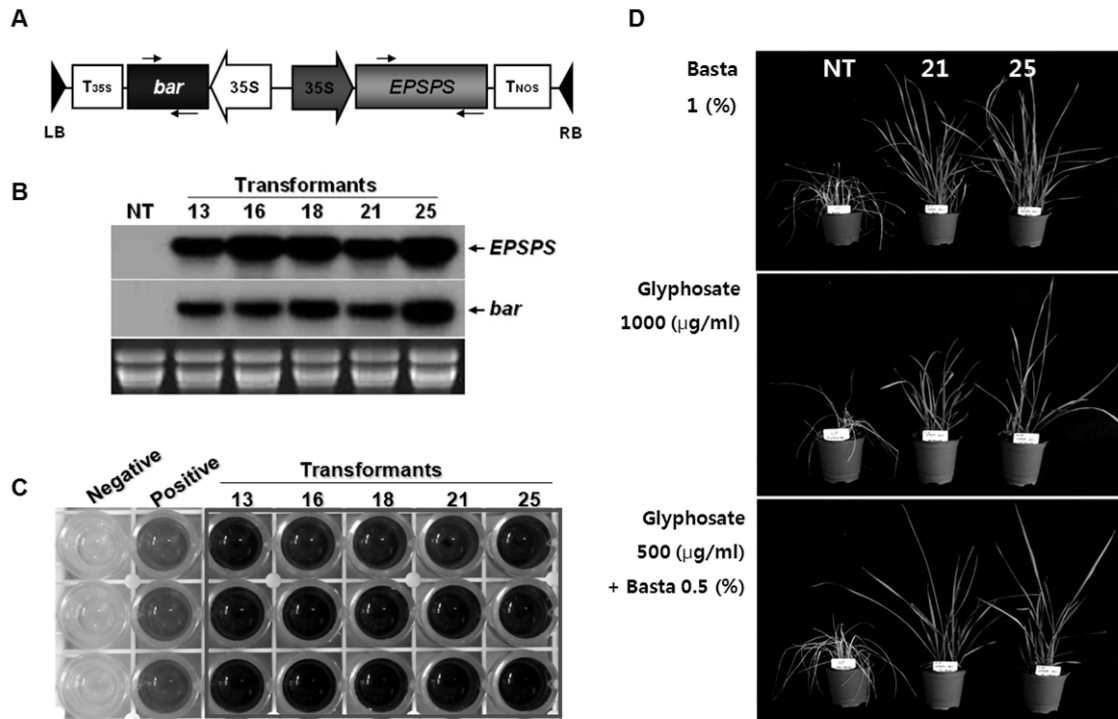 A
T35S bar 35S 35S EPSPS TNOS
LB RB
B
Transformants
NT 13 16 18 21 25
EPSPS
bar
C
Negative Positive
Transformants
13 16 18 21 25
D
Basta
1 (%)
NT 21 25
Glyphosate
1000 (μg/ml)
Glyphosate
500 (μg/ml)
+ Basta 0.5 (%)